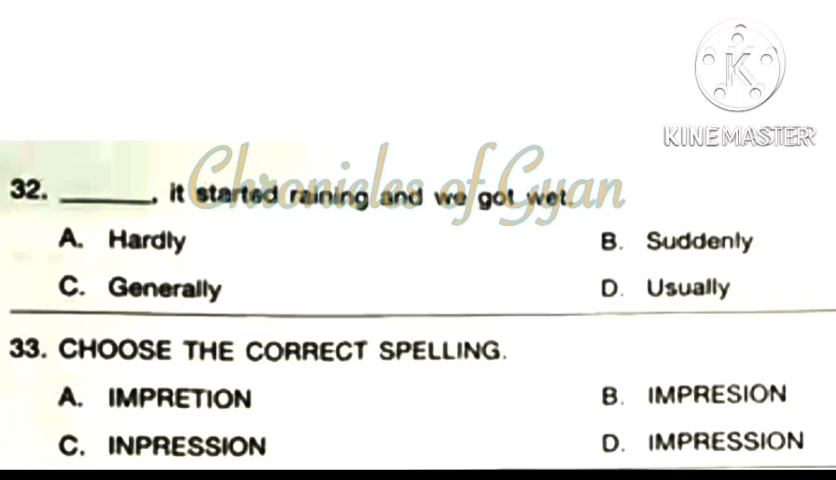 K
KINEMASTER
Chronicles of Gyan
32. ________, it started raining and we got wet.
A. Hardly B. Suddenly
C. Generally D. Usually
33. CHOOSE THE CORRECT SPELLING.
A. IMPRETION B. IMPRESION
C. INPRESSION D. IMPRESSION